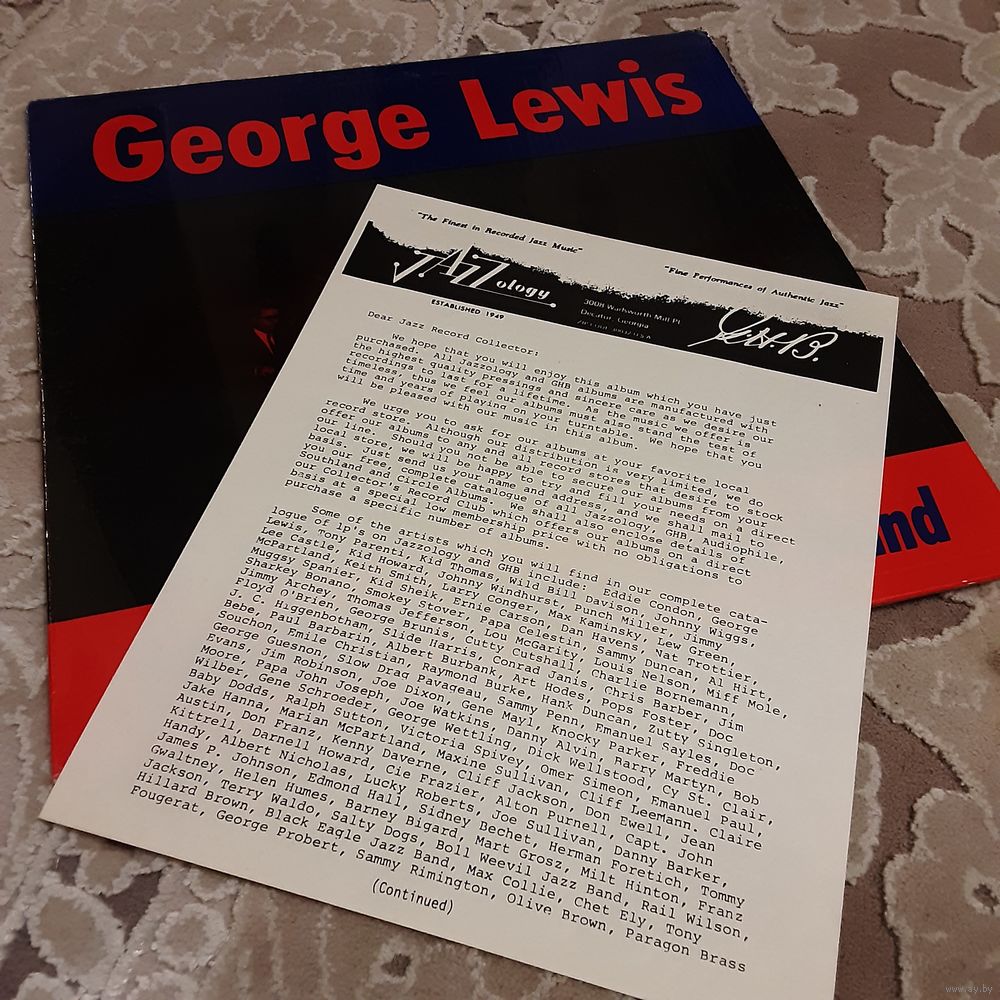 George Lewis
"The Finest in Recorded Jazz Music"
"Fine Performances of Authentic Jazz"
JAZZology
ESTABLISHED 1949
3008 Wadsworth Mill Pl
Decatur, Georgia
G.H.B.
Dear Jazz Record Collector:
We hope that you will enjoy this album which you have just
purchased. All Jazzology and GHB albums are manufactured with
the highest quality pressings and sincere care as we desire our
recordings to last for a lifetime. As the music we offer is
timeless, thus we feel our albums must also stand the test of
time and years of playing on your turntable. We hope that you
will be pleased with our music in this album.
We urge you to ask for our albums at your favorite local
record store. Although our distribution is very limited, we do
offer our albums to any and all record stores that desire to stock
our line. Should you not be able to secure our albums from your
local store, we will be happy to try and fill your needs on a
basis. Just send us your name and address, and we shall mail to
you our free, complete catalogue of all Jazzology, GHB, Audiophile,
Southland and Circle Albums. We shall also enclose details of
our Collector's Record Club which offers our albums on a direct
basis at a special low membership price with no obligations to
purchase a specific number of albums.
Some of the artists which you will find in our complete cata-
logue of lp's on Jazzology and GHB include: Eddie Condon, George
Lewis, Tony Parenti, Kid Thomas, Wild Bill Davison, Johnny Wiggs,
Lee Castle, Kid Howard, Johnny Windhurst, Punch Miller, Jimmy
McPartland, Keith Smith, Larry Conger, Max Kaminsky, Lew Green,
Muggsy Spanier, Kid Sheik, Ernie Carson, Dan Havens, Nat Trottier,
Sharkey Bonano, Smokey Stover, Papa Celestin, Sammy Duncan, Al Hirt,
Jimmy Archey, Thomas Jefferson, Lou McGarity, Louis Nelson, Miff Mole,
Floyd O'Brien, George Brunis, Cutty Cutshall, Charlie Bornemann,
J. C. Higgenbotham, Slide Harris, Conrad Janis, Chris Barber, Jim
Bebe, Paul Barbarin, Albert Burbank, Art Hodes, Pops Foster, Doc
Souchon, Emile Christian, Raymond Burke, Hank Duncan, Zutty Singleton,
George Guesnon, Slow Drag Pavageau, Sammy Penn, Emanuel Sayles, Doc
Evans, Jim Robinson, Joe Watkins, Gene Mayl, Knocky Parker, Freddie
Moore, Papa John Joseph, Joe Dixon, Danny Alvin, Barry Martyn, Bob
Wilber, Gene Schroeder, George Wettling, Dick Wellstood, Cy St. Clair,
Baby Dodds, Ralph Sutton, Victoria Spivey, Omer Simeon, Emanuel Paul,
Jake Hanna, Marian McPartland, Maxine Sullivan, Cliff Leemann. Claire
Austin, Don Franz, Kenny Daverne, Cliff Jackson, Don Ewell, Jean
Kittrell Darnell Howard, Cie Frazier, Alton Purnell, Capt. John
Handy, Albert Nicholas, Lucky Roberts, Joe Sullivan, Danny Barker,
James P. Johnson, Edmond Hall, Sidney Bechet, Herman Foretich, Tommy
Gwaltney, Helen Humes, Barney Bigard, Mart Grosz, Milt Hinton, Franz
Jackson, Terry Waldo, Salty Dogs, Boll Weevil Jazz Band, Rail Wilson,
Hillard Brown, Black Eagle Jazz Band, Max Collie, Chet Ely, Tony
Fougerat, George Probert, Sammy Rimington, Olive Brown, Paragon Brass
(Continued)
www.ay.by